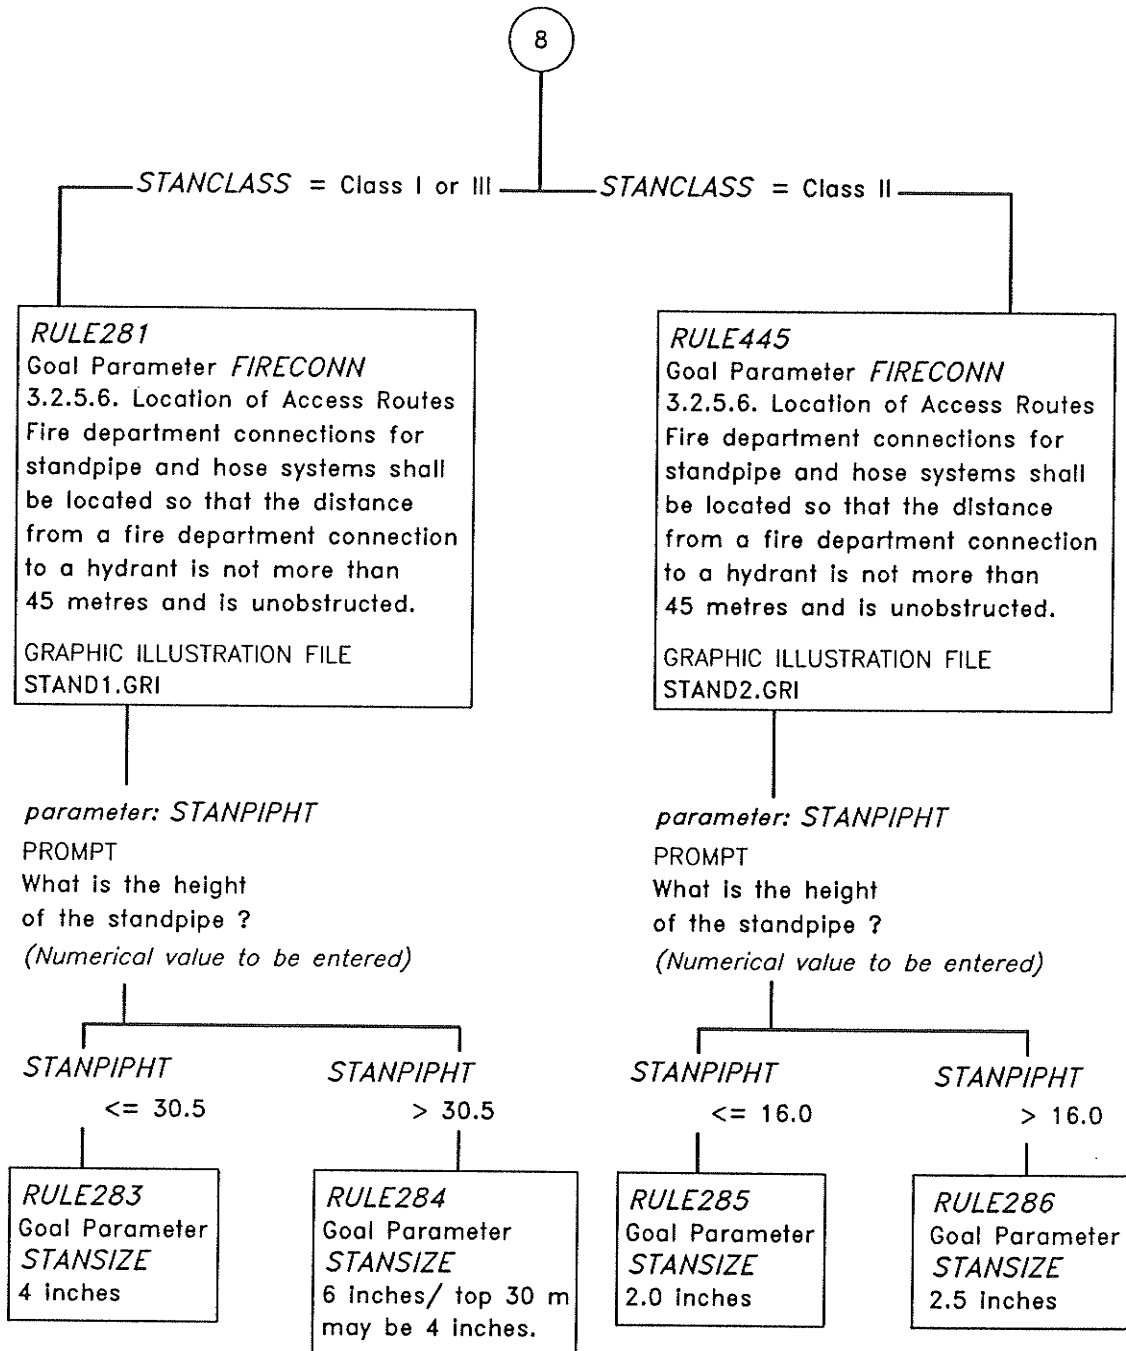 8
STANCLASS = Class I or III
STANCLASS = Class II
RULE281
Goal Parameter FIRECONN
3.2.5.6. Location of Access Routes
Fire department connections for
standpipe and hose systems shall
be located so that the distance
from a fire department connection
to a hydrant is not more than
45 metres and is unobstructed.
GRAPHIC ILLUSTRATION FILE
STAND1.GRI
RULE445
Goal Parameter FIRECONN
3.2.5.6. Location of Access Routes
Fire department connections for
standpipe and hose systems shall
be located so that the distance
from a fire department connection
to a hydrant is not more than
45 metres and is unobstructed.
GRAPHIC ILLUSTRATION FILE
STAND2.GRI
parameter: STANPIPHT
PROMPT
What is the height
of the standpipe ?
(Numerical value to be entered)
parameter: STANPIPHT
PROMPT
What is the height
of the standpipe ?
(Numerical value to be entered)
STANPIPHT
<= 30.5
STANPIPHT
> 30.5
STANPIPHT
<= 16.0
STANPIPHT
> 16.0
RULE283
Goal Parameter
STANSIZE
4 inches
RULE284
Goal Parameter
STANSIZE
6 inches/ top 30 m
may be 4 inches.
RULE285
Goal Parameter
STANSIZE
2.0 inches
RULE286
Goal Parameter
STANSIZE
2.5 inches